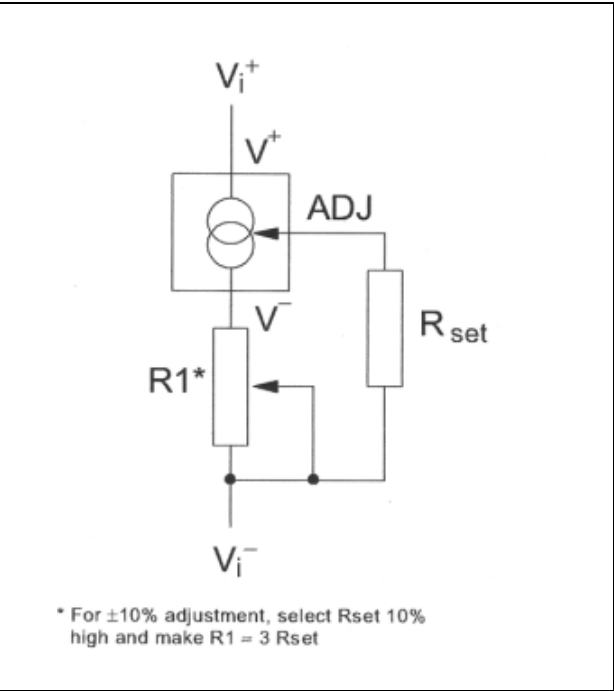 Vi+
V+
ADJ
V−
Rset
R1*
Vi−
* For ±10% adjustment, select Rset 10%
high and make R1 = 3 Rset